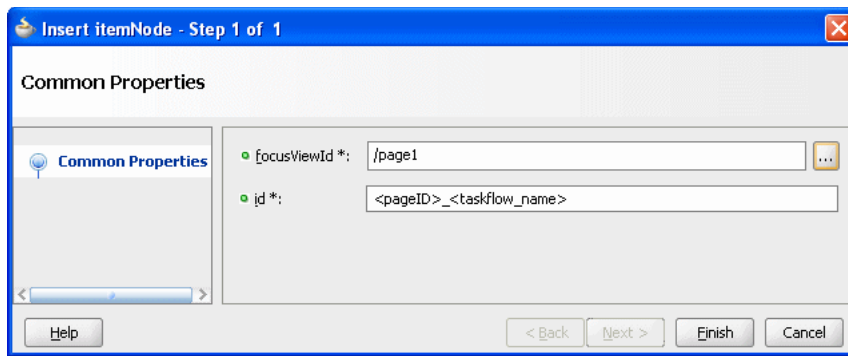 Insert itemNode - Step 1 of 1
Common Properties
Common Properties
focusViewId *:
/page1
...
id *:
<pageID>_<taskflow_name>
Help
< Back
Next >
Finish
Cancel